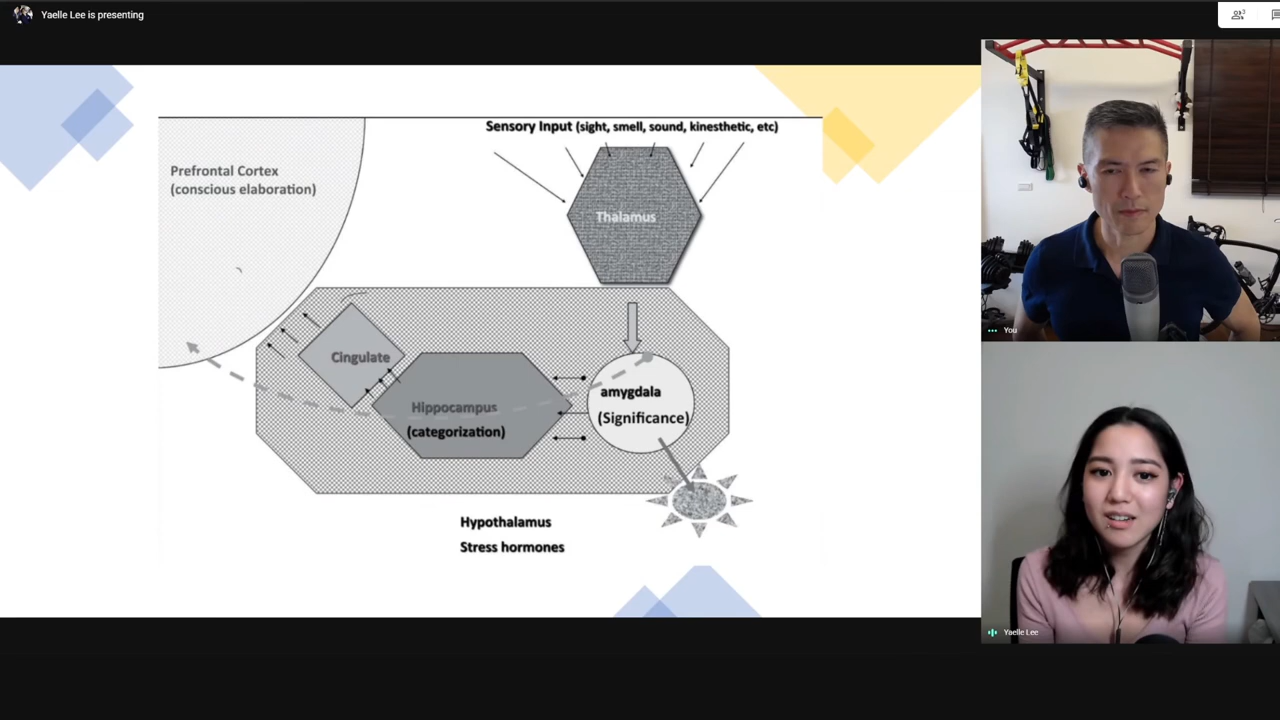 Yaelle Lee is presenting
3
Sensory Input (sight, smell, sound, kinesthetic, etc)
Prefrontal Cortex
(conscious elaboration)
Thalamus
Cingulate
Hippocampus
(categorization)
amygdala
(Significance)
Hypothalamus
Stress hormones
You
Yaelle Lee